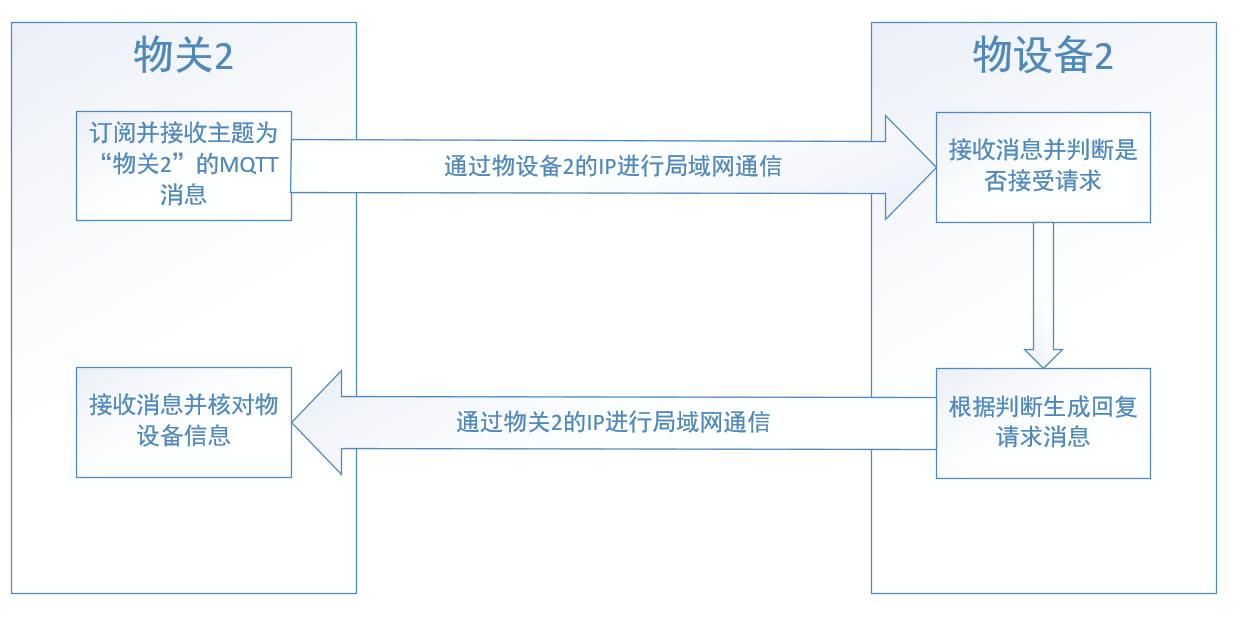 物关2
物设备2
订阅并接收主题为
“物关2”的MQTT
消息
通过物设备2的IP进行局域网通信
接收消息并判断是
否接受请求
接收消息并核对物
设备信息
通过物关2的IP进行局域网通信
根据判断生成回复
请求消息